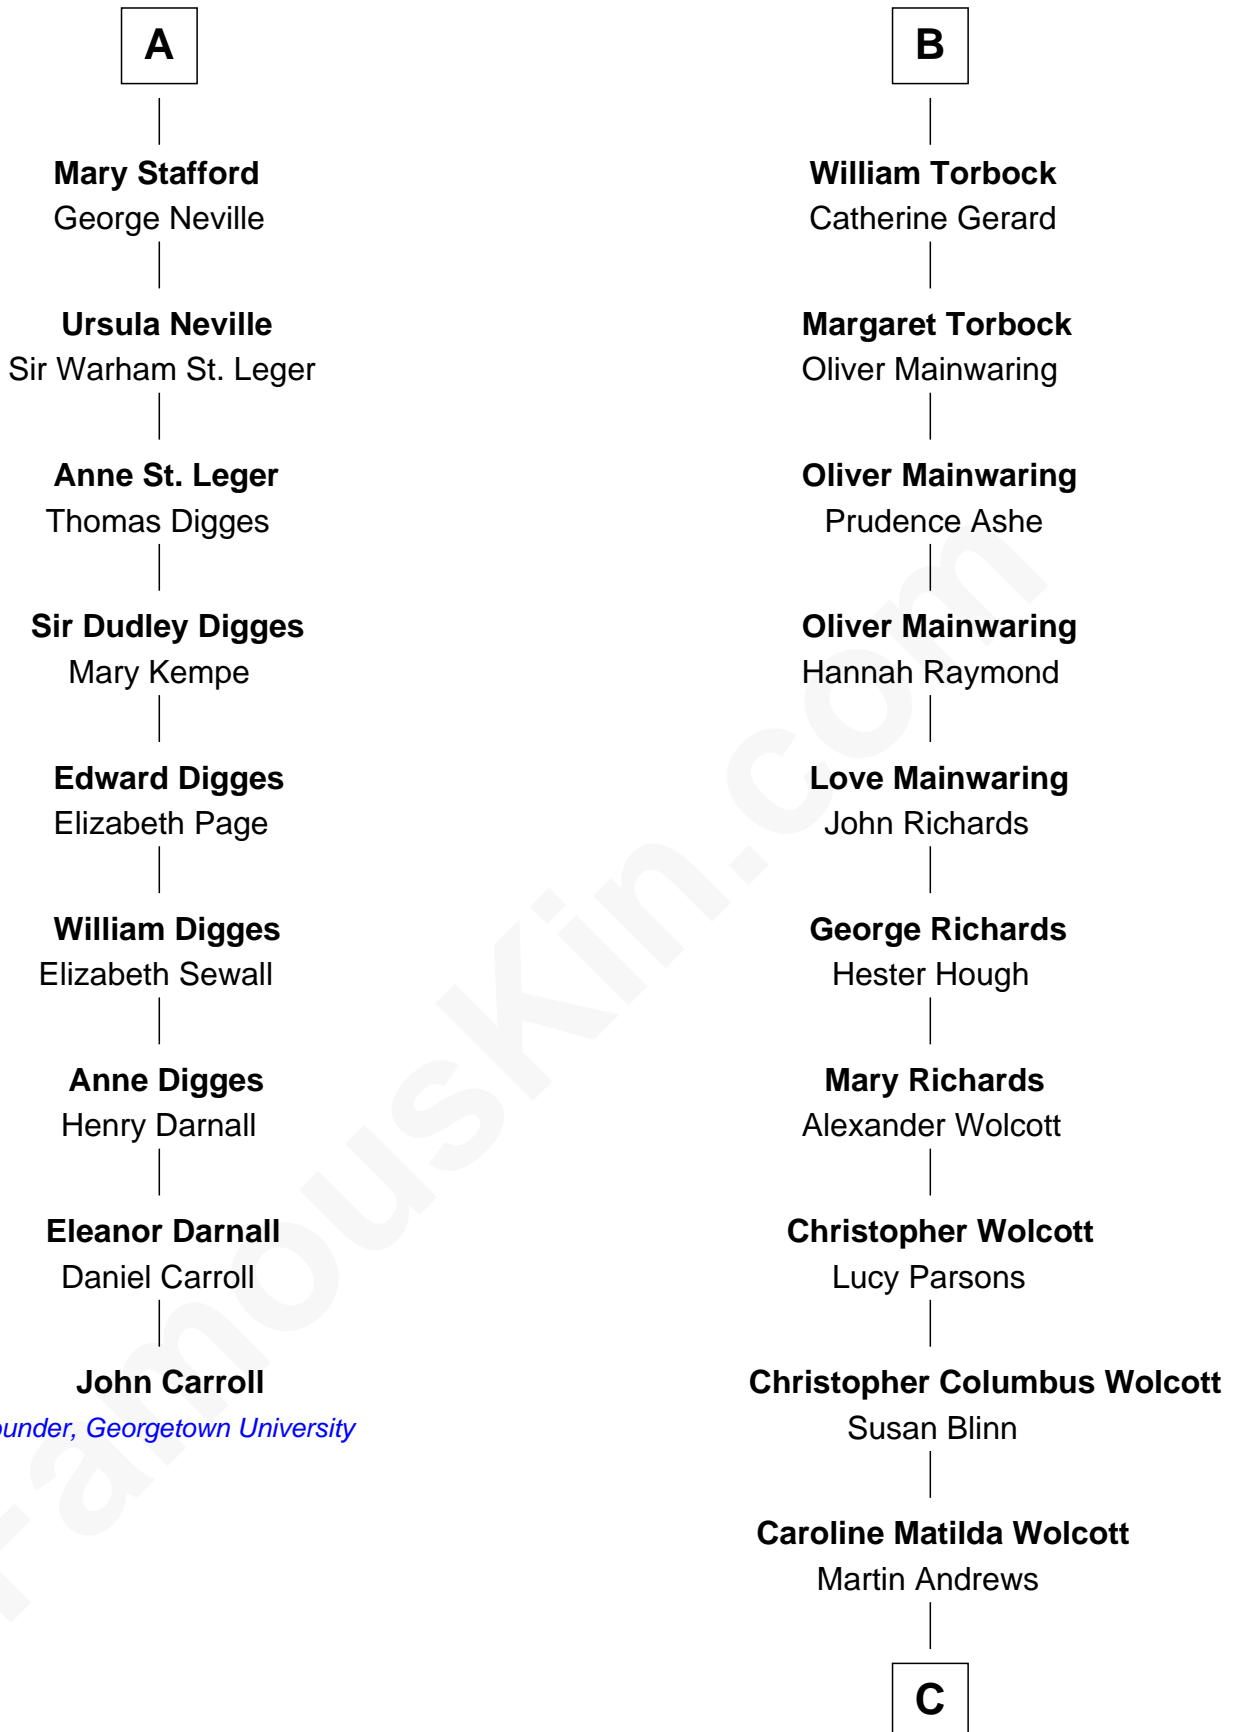 A
Mary Stafford
George Neville
Ursula Neville
Sir Warham St. Leger
Anne St. Leger
Thomas Digges
Sir Dudley Digges
Mary Kempe
Edward Digges
Elizabeth Page
William Digges
Elizabeth Sewall
Anne Digges
Henry Darnall
Eleanor Darnall
Daniel Carroll
John Carroll
Georgetown University
B
William Torbock
Catherine Gerard
Margaret Torbock
Oliver Mainwaring
Oliver Mainwaring
Prudence Ashe
Oliver Mainwaring
Hannah Raymond
Love Mainwaring
John Richards
George Richards
Hester Hough
Mary Richards
Alexander Wolcott
Christopher Wolcott
Lucy Parsons
Christopher Columbus Wolcott
Susan Blinn
Caroline Matilda Wolcott
Martin Andrews
C
FamousKin.com